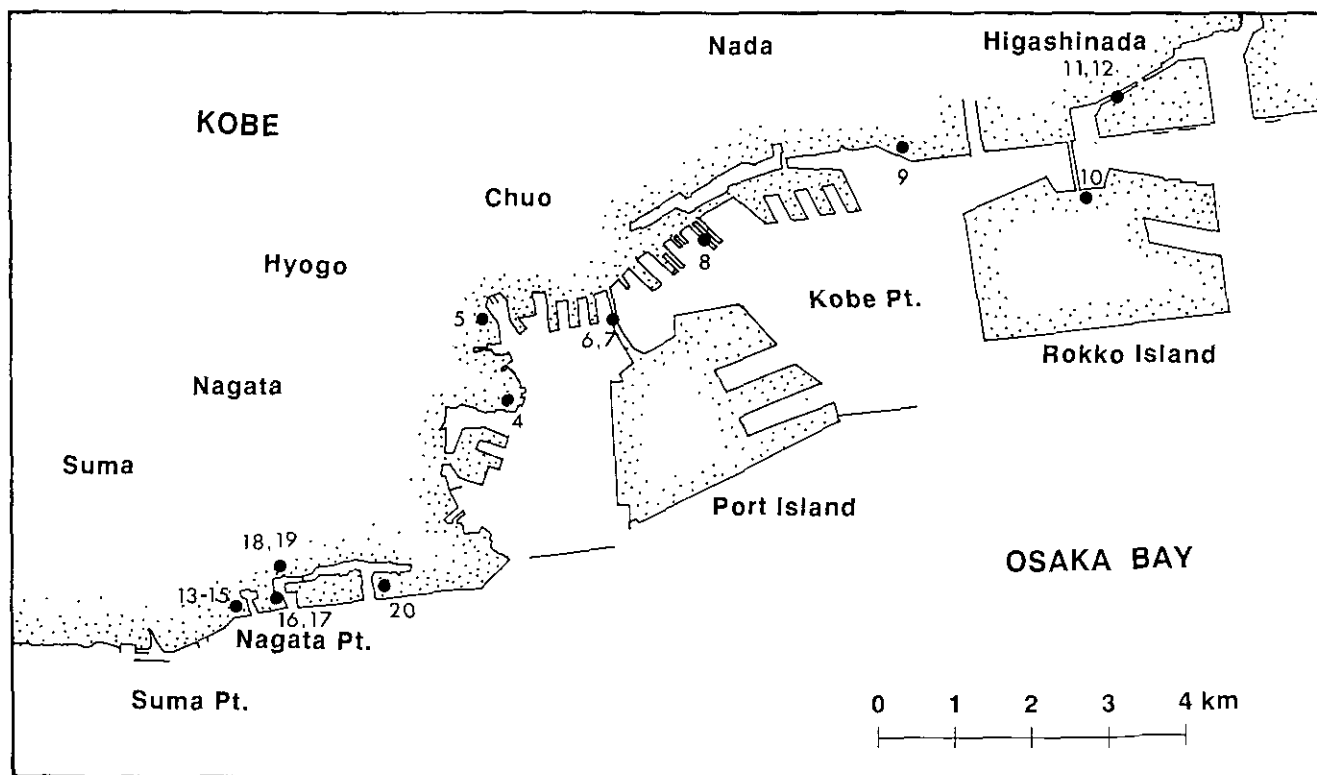 Nada
Higashinada
11,12
KOBE
9
10
Chuo
8
Hyogo
Kobe Pt.
5
6,7
Rokko Island
Nagata
4
Suma
Port Island
18,19
OSAKA BAY
13-15
16,17
20
Nagata Pt.
Suma Pt.
0 1 2 3 4 km